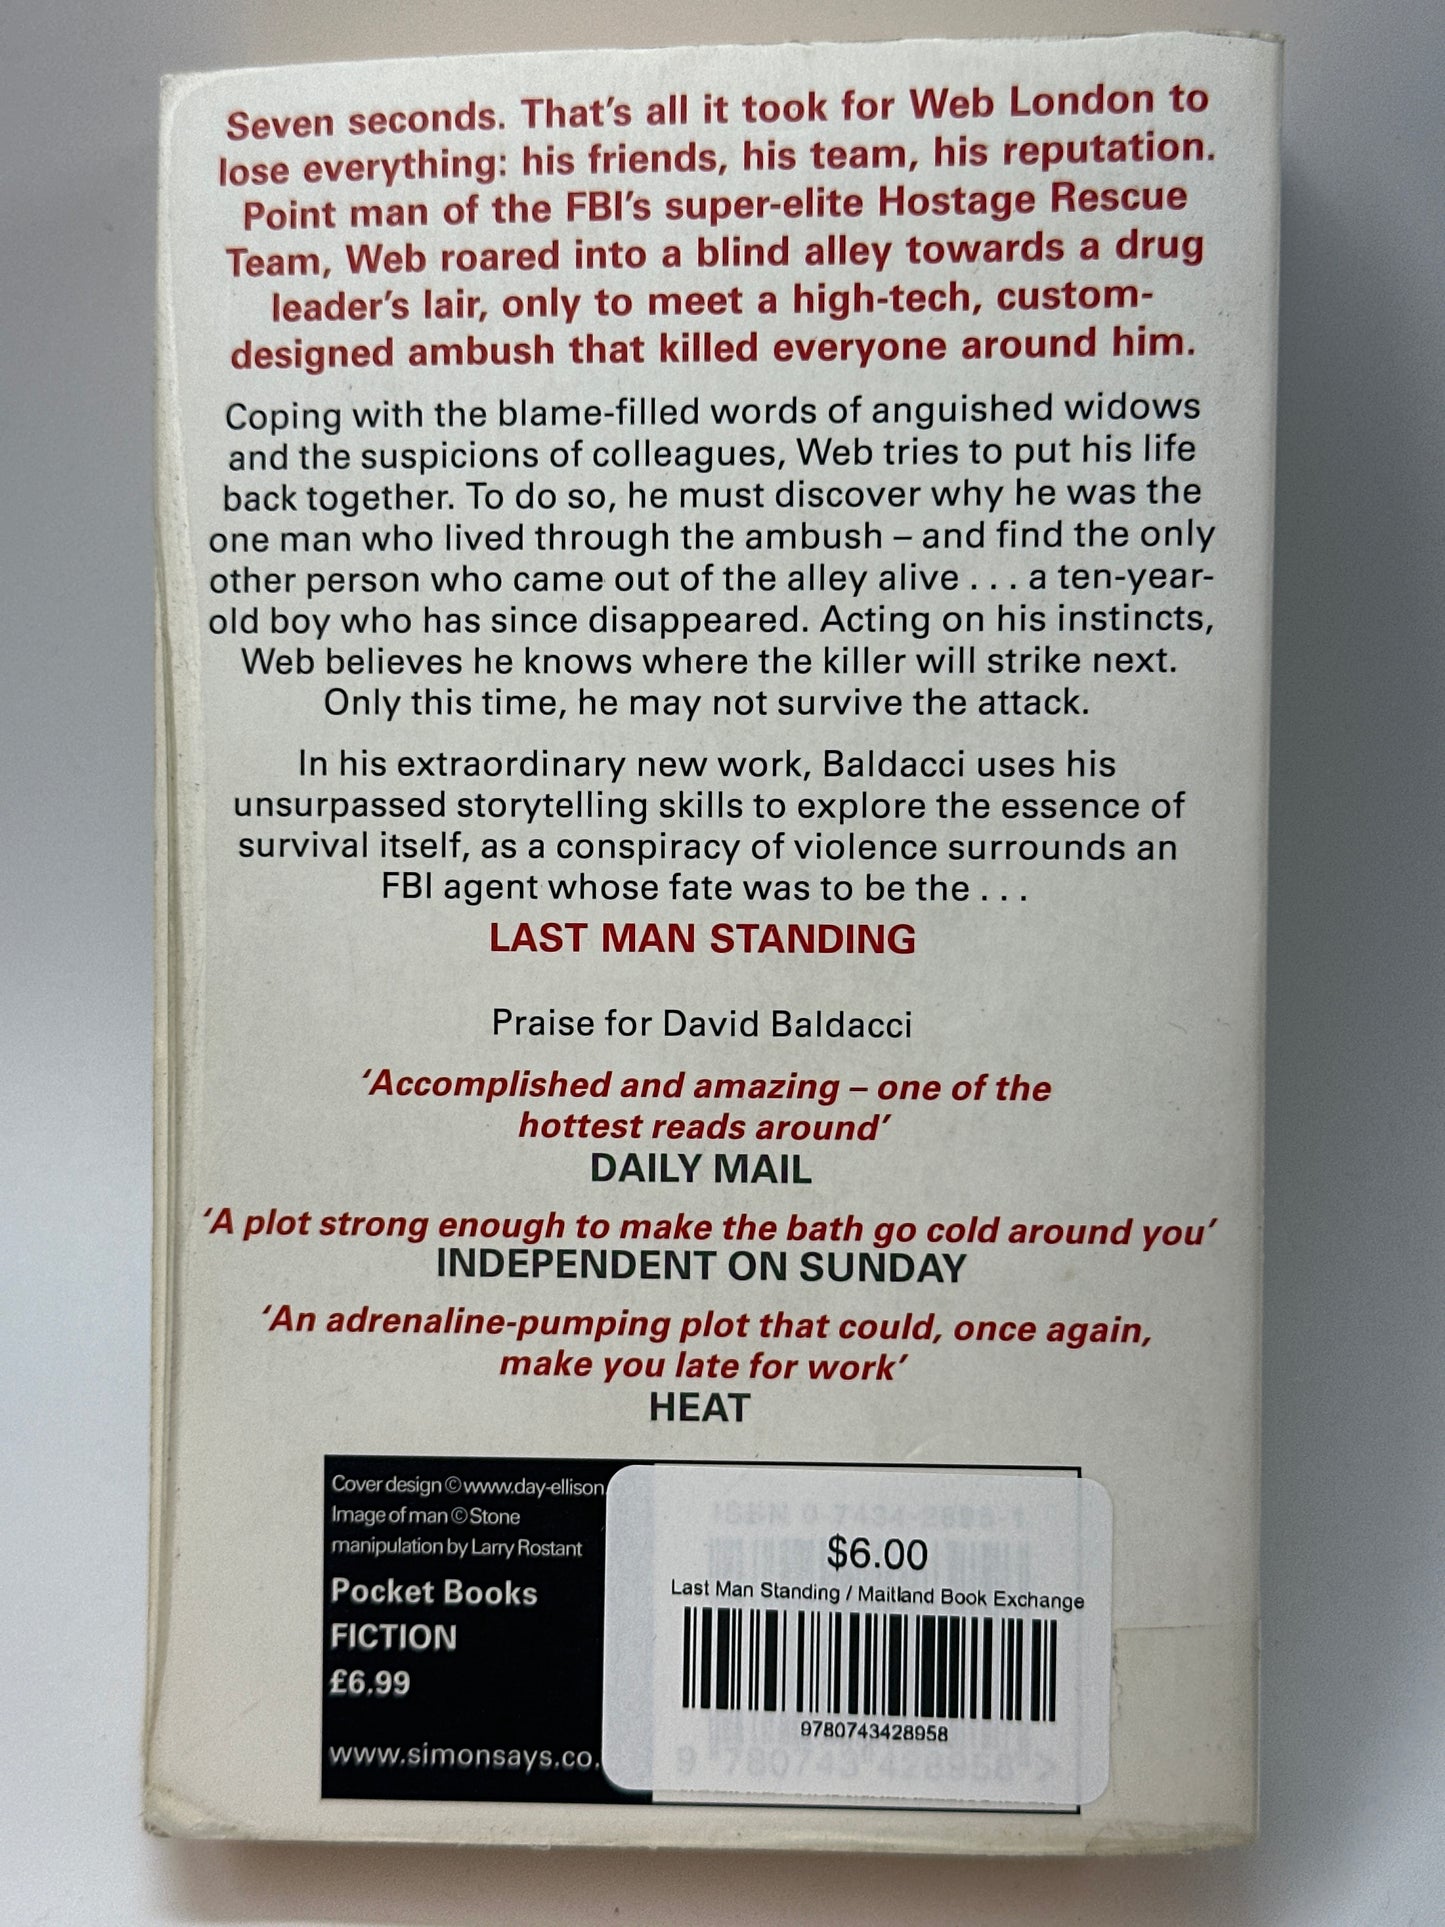 Seven seconds. That's all it took for Web London to
lose everything: his friends, his team, his reputation.
Point man of the FBI's super-elite Hostage Rescue
Team, Web roared into a blind alley towards a drug
leader's lair, only to meet a high-tech, custom-
designed ambush that killed everyone around him.
Coping with the blame-filled words of anguished widows
and the suspicions of colleagues, Web tries to put his life
back together. To do so, he must discover why he was the
one man who lived through the ambush – and find the only
other person who came out of the alley alive . . . a ten-year-
old boy who has since disappeared. Acting on his instincts,
Web believes he knows where the killer will strike next.
Only this time, he may not survive the attack.
In his extraordinary new work, Baldacci uses his
unsurpassed storytelling skills to explore the essence of
survival itself, as a conspiracy of violence surrounds an
FBI agent whose fate was to be the . . .
LAST MAN STANDING
Praise for David Baldacci
‘Accomplished and amazing – one of the
hottest reads around’
DAILY MAIL
‘A plot strong enough to make the bath go cold around you’
INDEPENDENT ON SUNDAY
‘An adrenaline-pumping plot that could, once again,
make you late for work’
HEAT
Cover design © www.day-ellison.
Image of man © Stone
manipulation by Larry Rostant
Pocket Books
FICTION
£6.99
www.simonsays.co.
ISBN 0-7434-2895-1
$6.00
Last Man Standing / Maitland Book Exchange
9780743428958
9 780743 428958 >